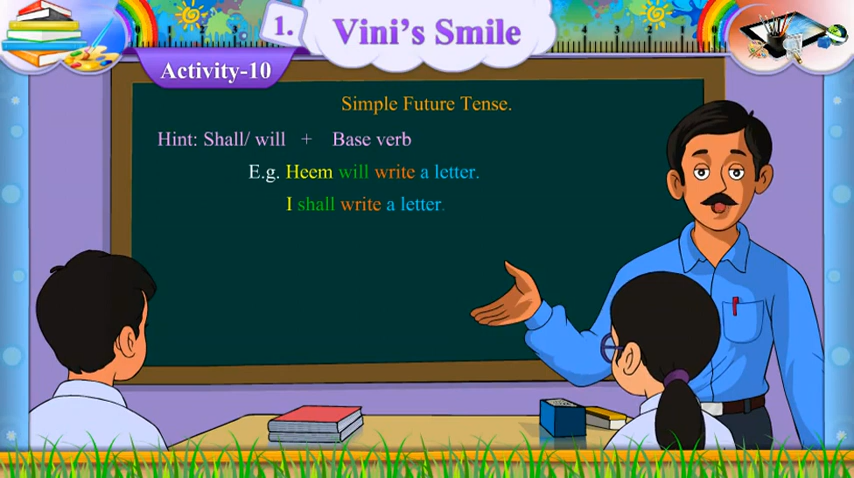 1. Vini's Smile
Activity-10
Simple Future Tense.
Hint: Shall/ will + Base verb
E.g. Heem will write a letter.
I shall write a letter.